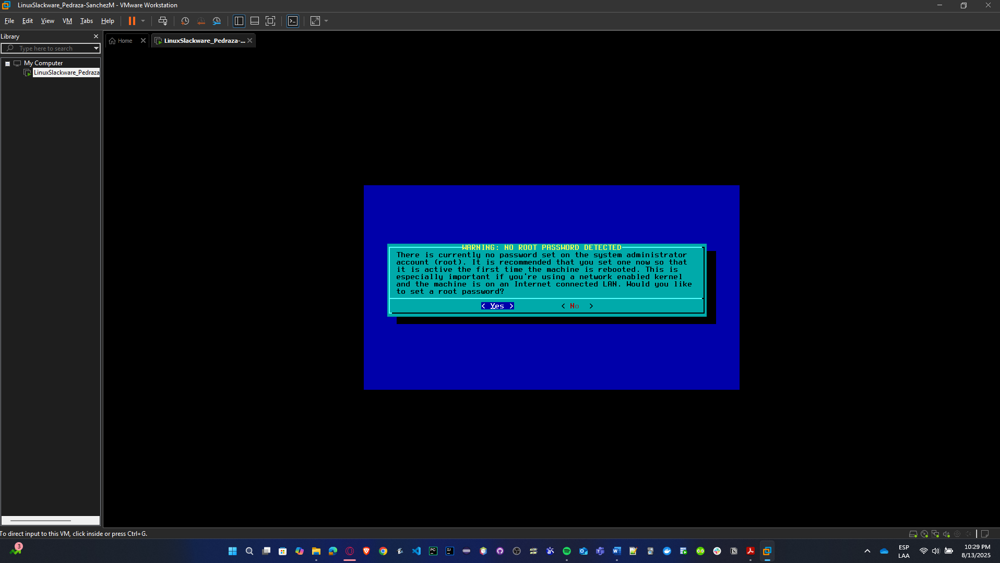 LinuxSlackware_Pedraza-SanchezM - VMware Workstation
File Edit View VM Tabs Help
Library
Home
LinuxSlackware_Pedraza-...
Type here to search
My Computer
LinuxSlackware_Pedraza
WARNING: NO ROOT PASSWORD DETECTED
There is currently no password set on the system administrator
account (root). It is recommended that you set one now so that
it is active the first time the machine is rebooted. This is
especially important if you're using a network enabled kernel
and the machine is on an Internet connected LAN. Would you like
to set a root password?
< Yes > < No >
To direct input to this VM, click inside or press Ctrl+G.
3
PC
IJ
ESP
LAA
10:29 PM
8/13/2025